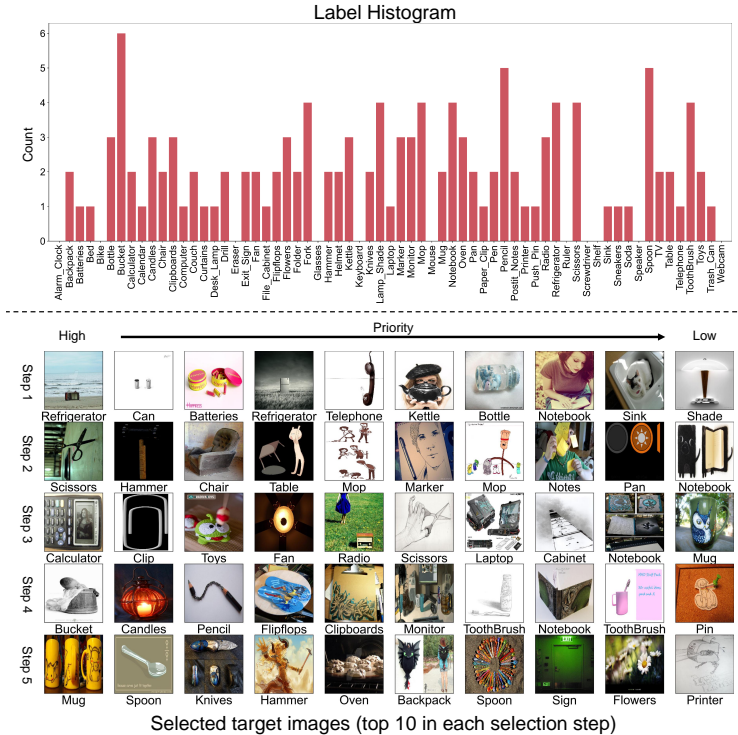 Label Histogram
Count
6
5
4
3
2
1
0
Alarm_Clock
Backpack
Batteries
Bed
Bike
Bottle
Bucket
Calculator
Calendar
Candles
Chair
Clipboards
Computer
Couch
Curtains
Desk_Lamp
Drill
Eraser
Exit_Sign
Fan
File_Cabinet
Flipflops
Flowers
Folder
Fork
Glasses
Hammer
Helmet
Kettle
Keyboard
Knives
Lamp_Shade
Laptop
Marker
Monitor
Mop
Mouse
Mug
Notebook
Oven
Pan
Paper_Clip
Pen
Pencil
PostIt_Notes
Printer
Push_Pin
Radio
Refrigerator
Ruler
Scissors
Screwdriver
Shelf
Sink
Sneakers
Soda
Speaker
Spoon
TV
Table
Telephone
ToothBrush
Toys
Trash_Can
Webcam
High Priority Low
Step 1
Refrigerator Can Batteries Refrigerator Telephone Kettle Bottle Notebook Sink Shade
Step 2
Scissors Hammer Chair Table Mop Marker Mop Notes Pan Notebook
Step 3
Calculator Clip Toys Fan Radio Scissors Laptop Cabinet Notebook Mug
Step 4
Bucket Candles Pencil Flipflops Clipboards Monitor ToothBrush Notebook ToothBrush Pin
Step 5
EXIT
Mug Spoon Knives Hammer Oven Backpack Spoon Sign Flowers Printer
Selected target images (top 10 in each selection step)